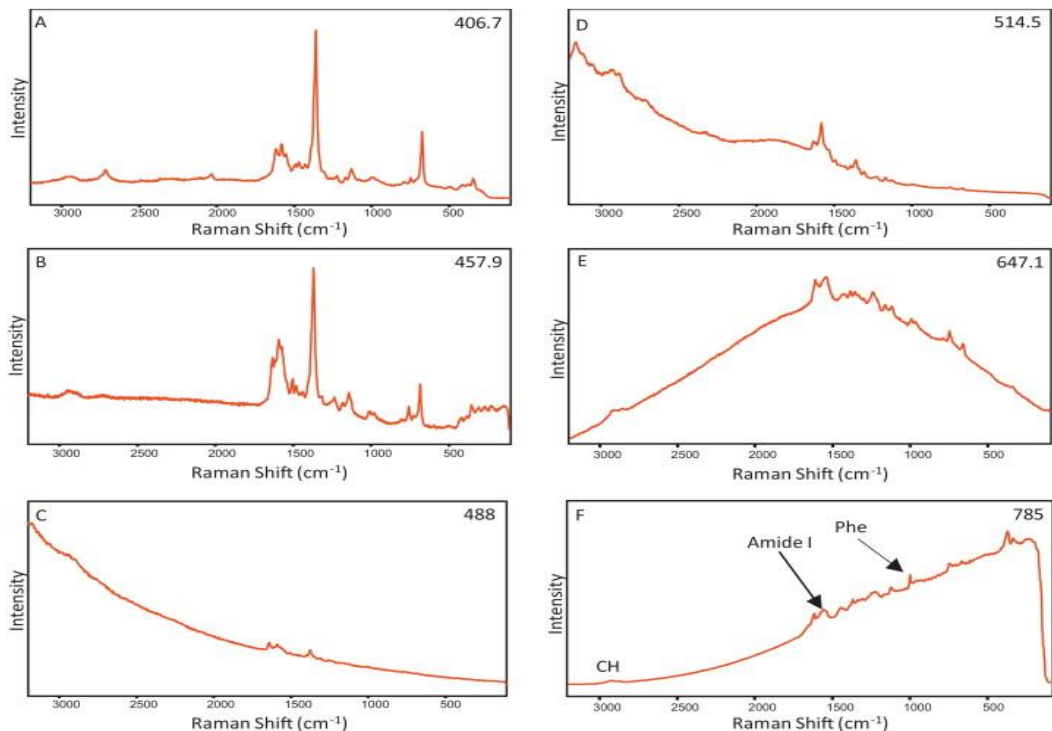 A
406.7
Intensity
3000 2500 2000 1500 1000 500
Raman Shift (cm⁻¹)
B
457.9
Intensity
3000 2500 2000 1500 1000 500
Raman Shift (cm⁻¹)
C
488
Intensity
3000 2500 2000 1500 1000 500
Raman Shift (cm⁻¹)
D
514.5
Intensity
3000 2500 2000 1500 1000 500
Raman Shift (cm⁻¹)
E
647.1
Intensity
3000 2500 2000 1500 1000 500
Raman Shift (cm⁻¹)
F
785
Phe
Amide I
CH
Intensity
3000 2500 2000 1500 1000 500
Raman Shift (cm⁻¹)